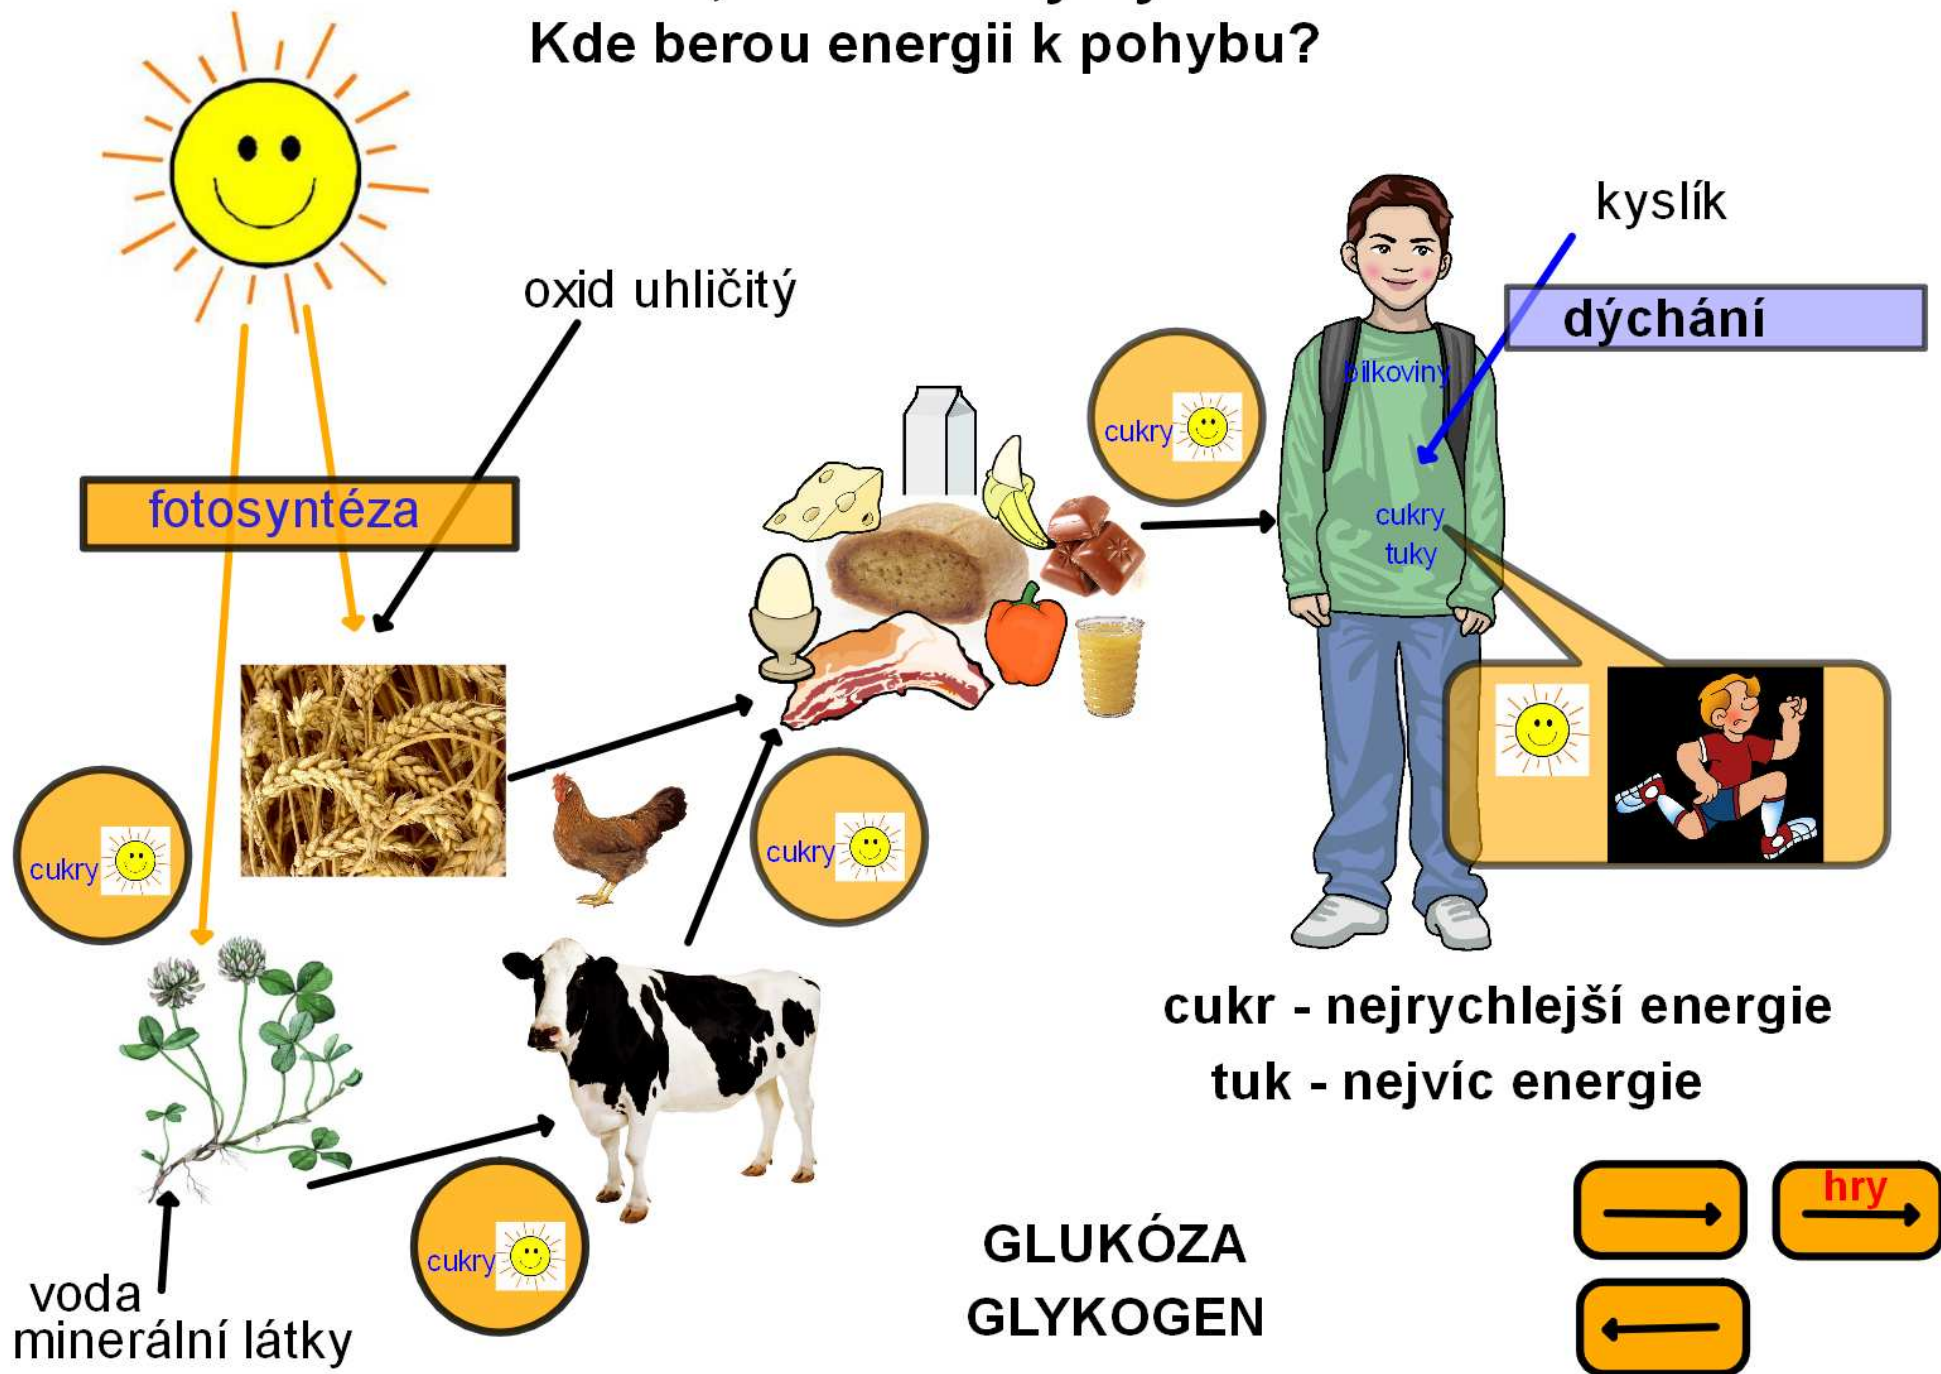 Kde berou energii k pohybu?
kyslík
oxid uhličitý
dýchání
bílkoviny
cukry
fotosyntéza
cukry
tuky
cukry
cukry
cukr - nejrychlejší energie
tuk - nejvíc energie
hry
GLUKÓZA
cukry
voda
minerální látky
GLYKOGEN